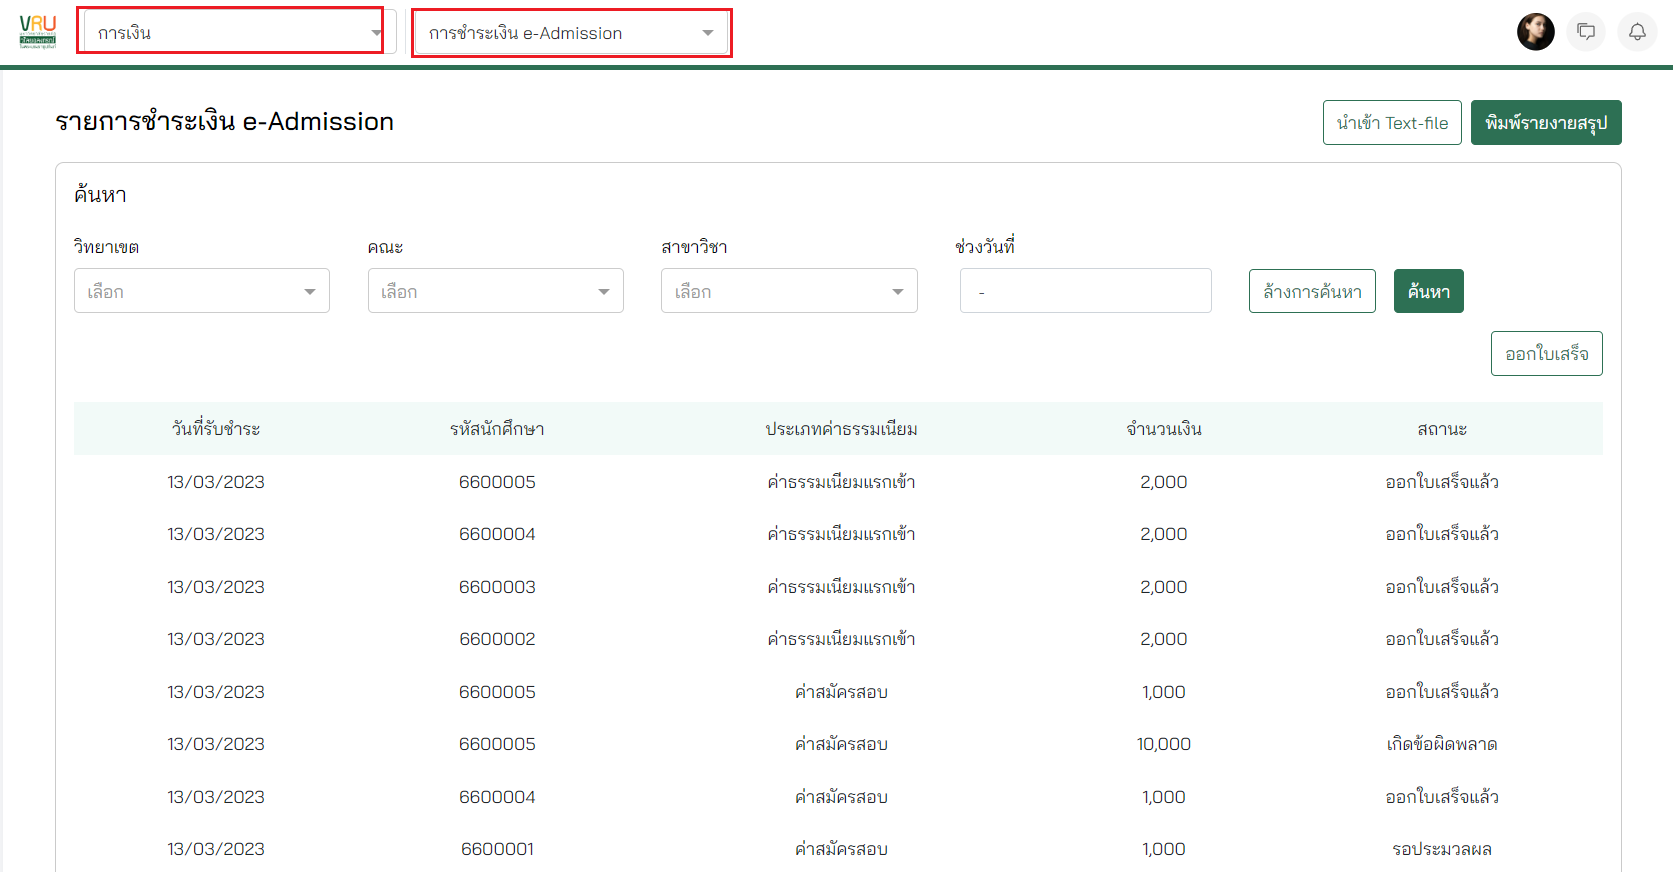 VRU
การเงิน
การชำระเงิน e-Admission
รายการชำระเงิน e-Admission
นำเข้า Text-file
พิมพ์รายงายสรุป
ค้นหา
วิทยาเขต คณะ สาขาวิชา ช่วงวันที่
เลือก เลือก เลือก - ล้างการค้นหา ค้นหา
ออกใบเสร็จ
วันที่รับชำระ รหัสนักศึกษา ประเภทค่าธรรมเนียม จำนวนเงิน สถานะ
13/03/2023 6600005 ค่าธรรมเนียมแรกเข้า 2,000 ออกใบเสร็จแล้ว
13/03/2023 6600004 ค่าธรรมเนียมแรกเข้า 2,000 ออกใบเสร็จแล้ว
13/03/2023 6600003 ค่าธรรมเนียมแรกเข้า 2,000 ออกใบเสร็จแล้ว
13/03/2023 6600002 ค่าธรรมเนียมแรกเข้า 2,000 ออกใบเสร็จแล้ว
13/03/2023 6600005 ค่าสมัครสอบ 1,000 ออกใบเสร็จแล้ว
13/03/2023 6600005 ค่าสมัครสอบ 10,000 เกิดข้อผิดพลาด
13/03/2023 6600004 ค่าสมัครสอบ 1,000 ออกใบเสร็จแล้ว
13/03/2023 6600001 ค่าสมัครสอบ 1,000 รอประมวลผล